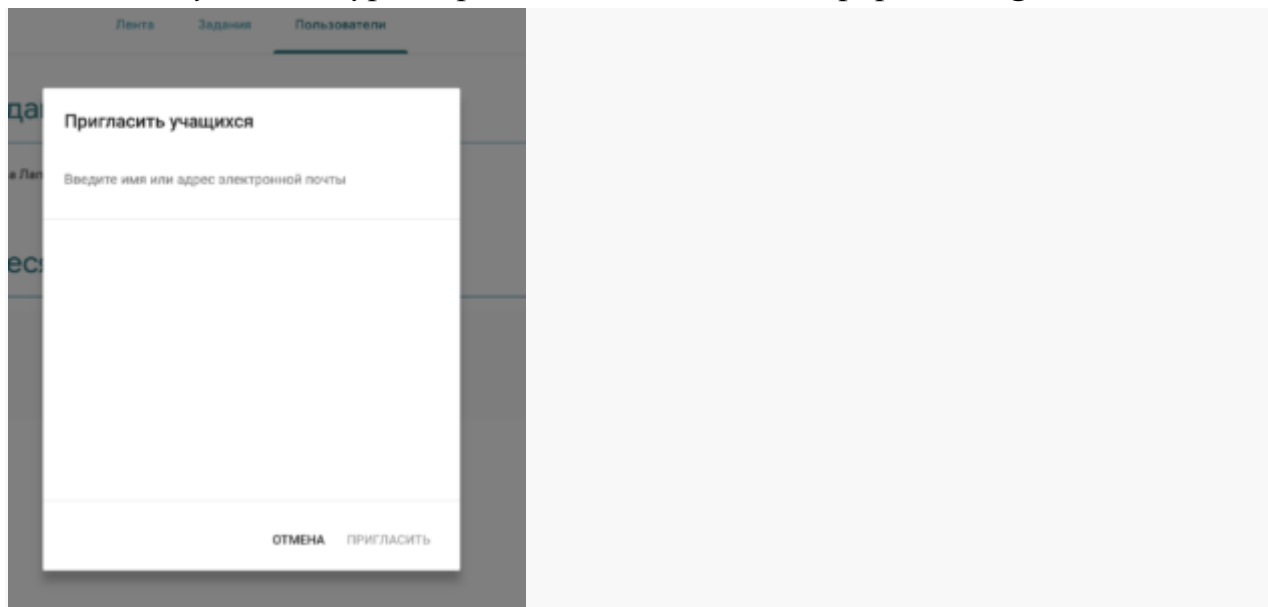 Лента Задания Пользователи
Пригласить учащихся
Введите имя или адрес электронной почты
ОТМЕНА ПРИГЛАСИТЬ